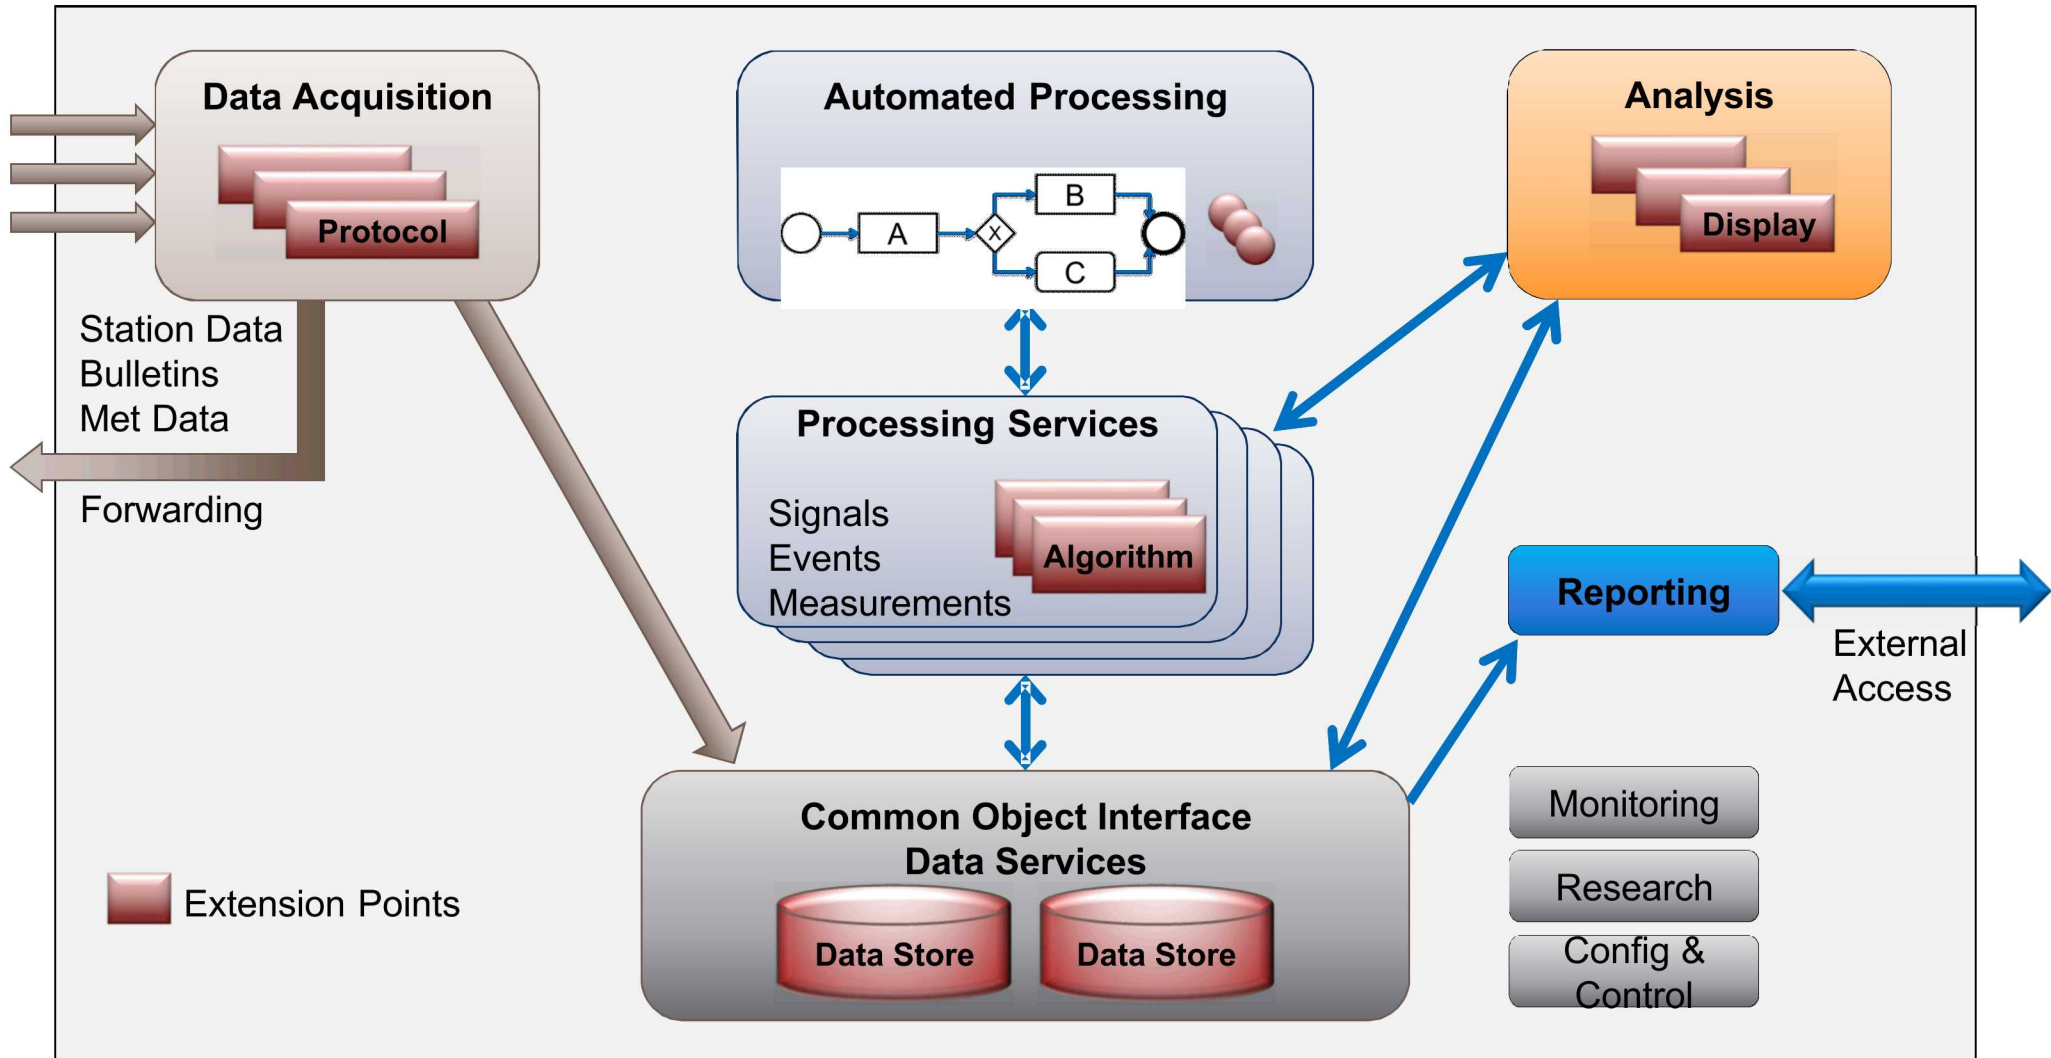 Data Acquisition
Protocol
Station Data
Bulletins
Met Data
Forwarding
Automated Processing
A
X
B
C
Processing Services
Signals
Events
Measurements
Algorithm
Analysis
Display
Reporting
External
Access
Common Object Interface
Data Services
Data Store
Data Store
Monitoring
Research
Config &
Control
Extension Points